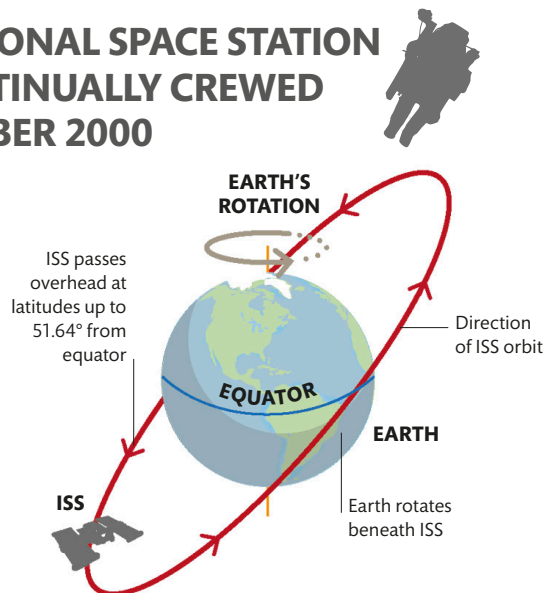 ONAL SPACE STATION
TINUALLY CREWED
BER 2000
EARTH'S
ROTATION
ISS passes
overhead at
latitudes up to
51.64° from
equator
Direction
of ISS orbit
EQUATOR
EARTH
ISS
Earth rotates
beneath ISS